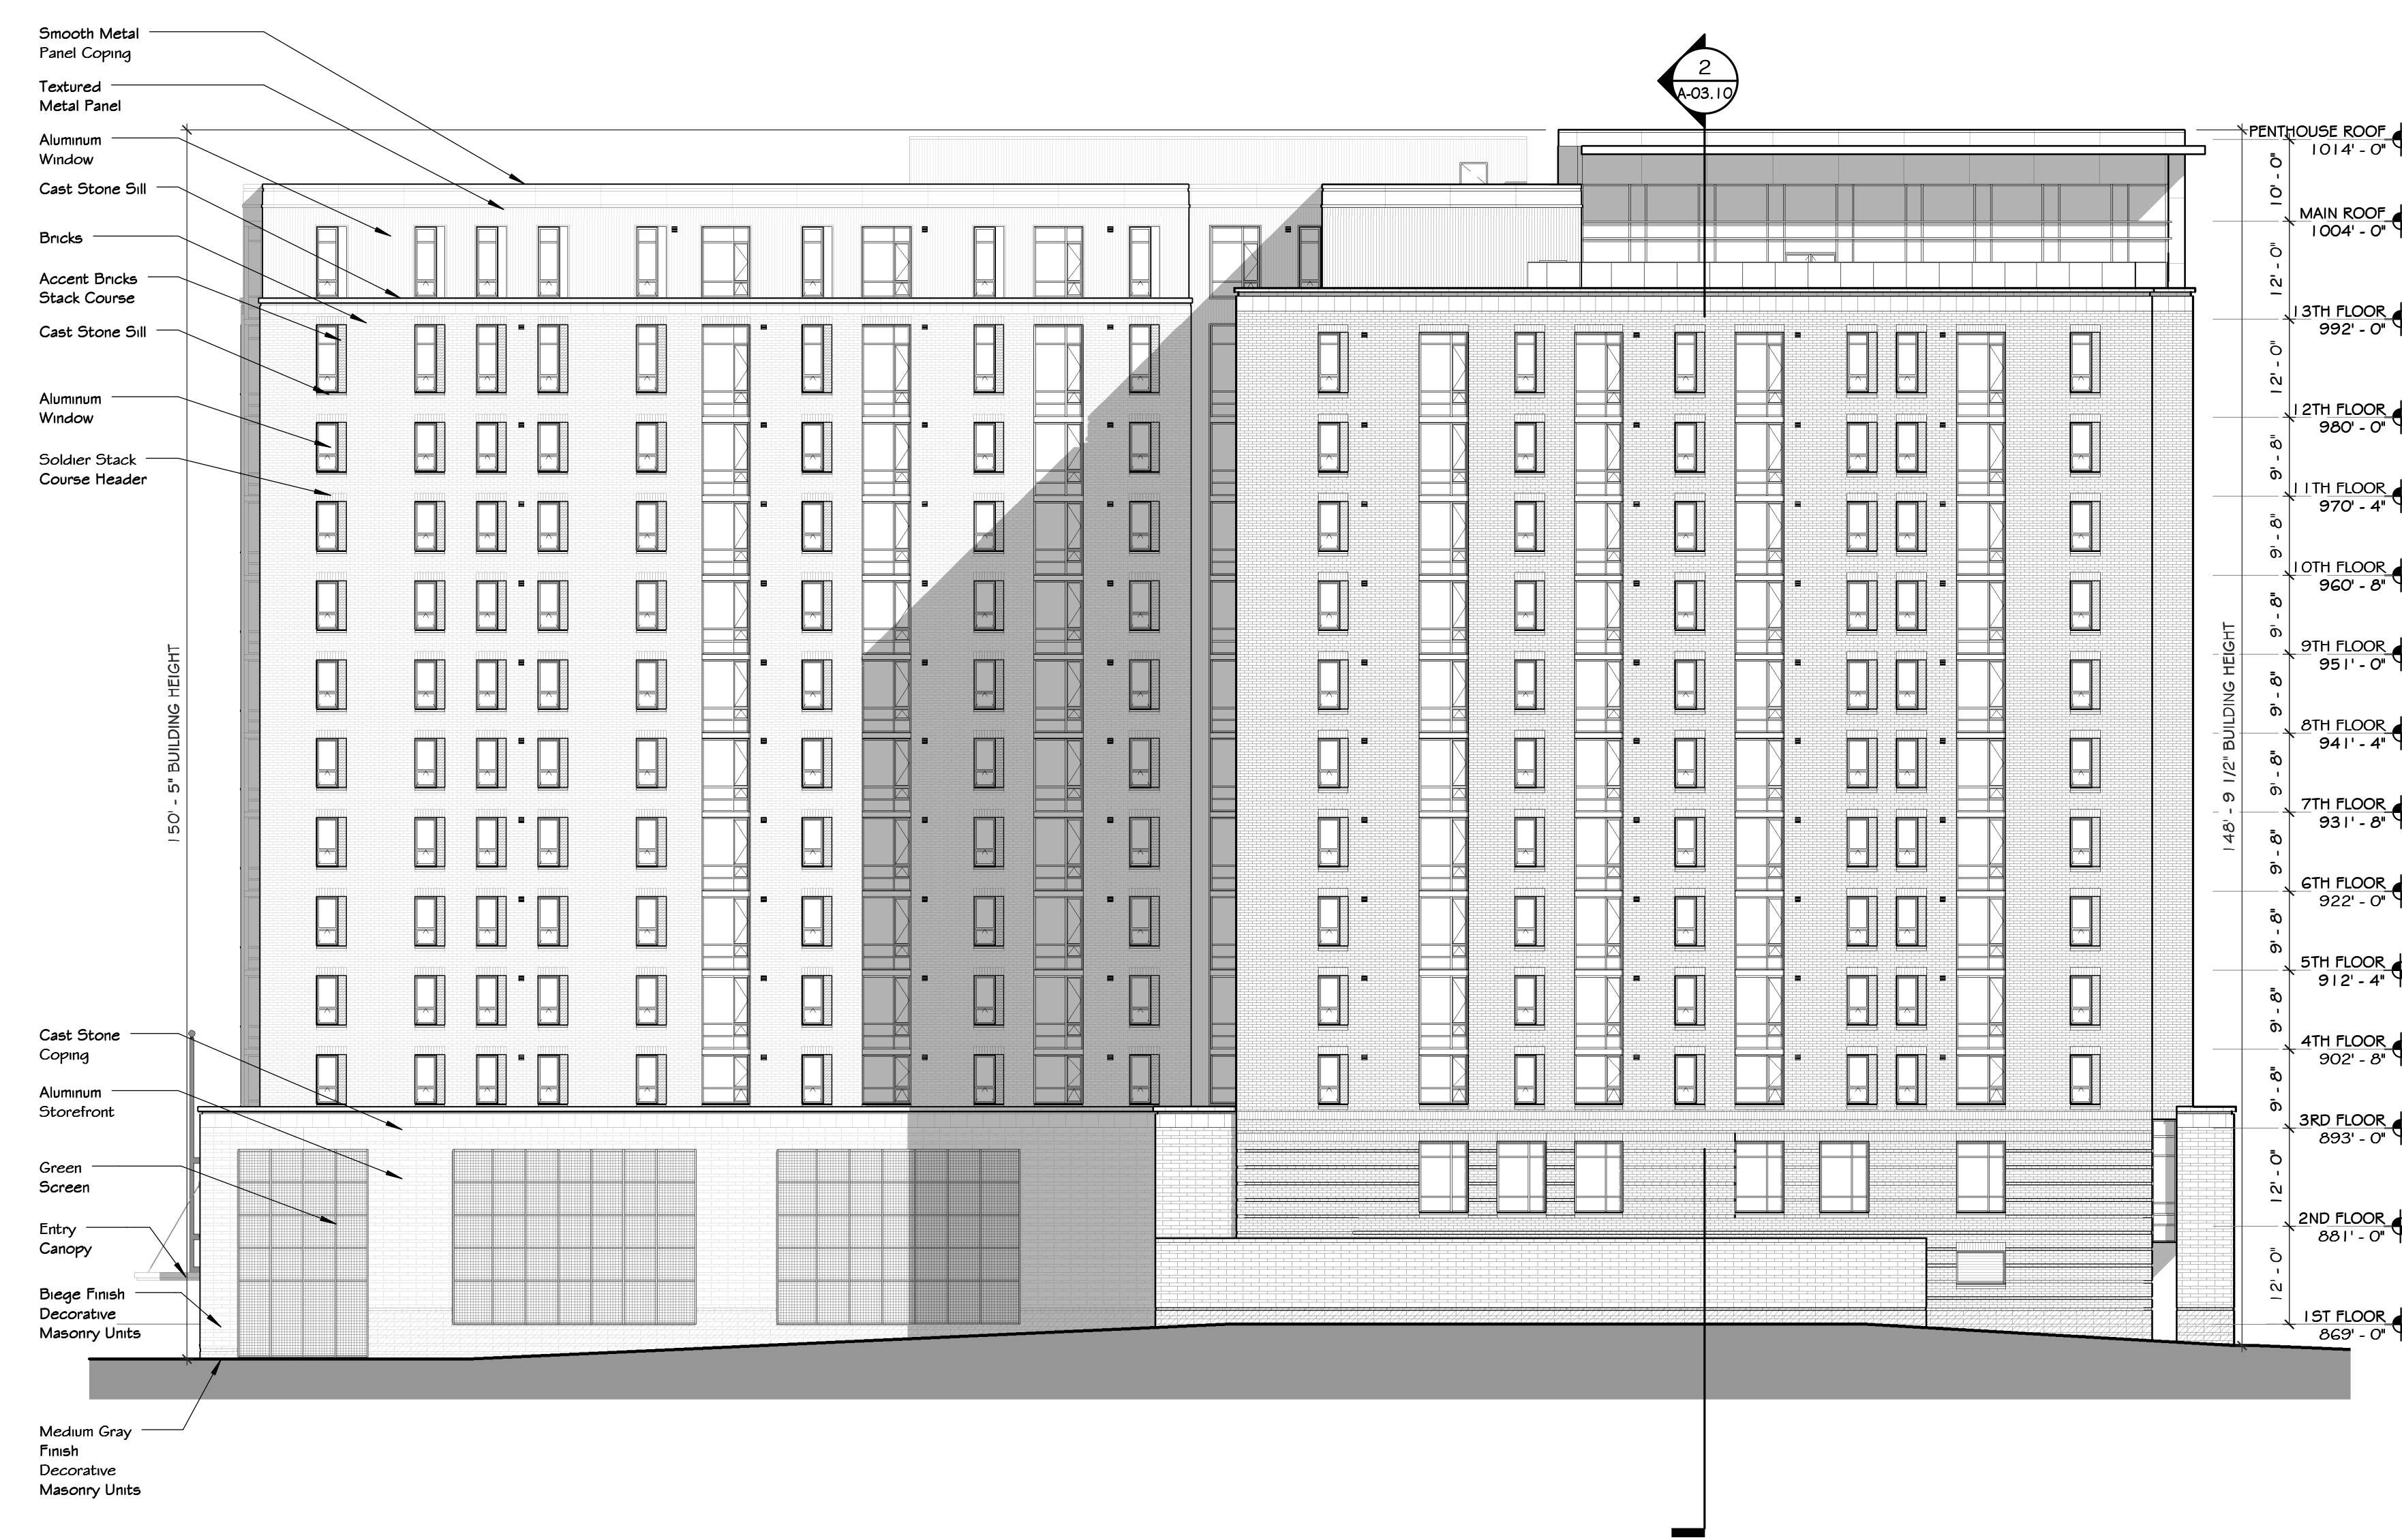 Smooth Metal
Panel Coping
Textured
Metal Panel
Aluminum
Window
Cast Stone Sill
Bricks
Accent Bricks
Stack Course
Cast Stone Sill
Aluminum
Window
Soldier Stack
Course Header
Cast Stone
Coping
Aluminum
Storefront
Green
Screen
Entry
Canopy
Biege Finish
Decorative
Masonry Units
Medium Gray
Finish
Decorative
Masonry Units
150' - 5" BUILDING HEIGHT
2
A-03.10
148' - 9 1/2" BUILDING HEIGHT
10' - 0"
12' - 0"
12' - 0"
9' - 8"
9' - 8"
9' - 8"
9' - 8"
9' - 8"
9' - 8"
9' - 8"
9' - 8"
9' - 8"
12' - 0"
12' - 0"
PENTHOUSE ROOF
1014' - 0"
MAIN ROOF
1004' - 0"
13TH FLOOR
992' - 0"
12TH FLOOR
980' - 0"
11TH FLOOR
970' - 4"
10TH FLOOR
960' - 8"
9TH FLOOR
951' - 0"
8TH FLOOR
941' - 4"
7TH FLOOR
931' - 8"
6TH FLOOR
922' - 0"
5TH FLOOR
912' - 4"
4TH FLOOR
902' - 8"
3RD FLOOR
893' - 0"
2ND FLOOR
881' - 0"
1ST FLOOR
869' - 0"